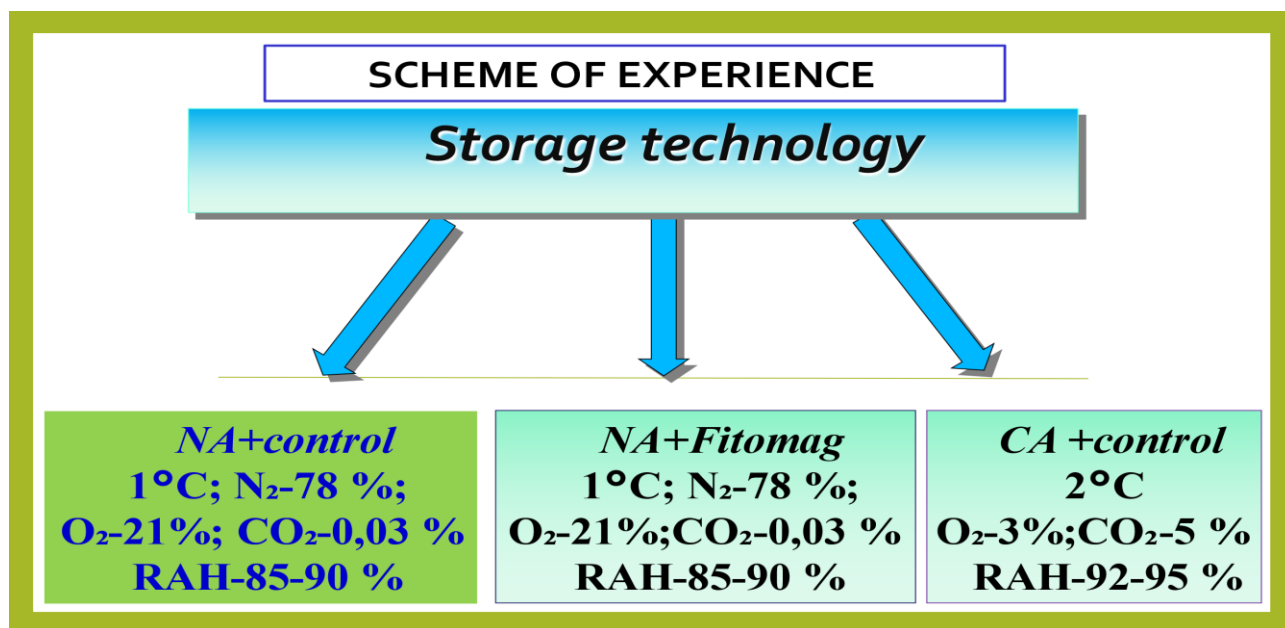 SCHEME OF EXPERIENCE
Storage technology
NA+control
1°C; N₂-78 %;
O₂-21%; CO₂-0,03 %
RAH-85-90 %
NA+Fitomag
1°C; N₂-78 %;
O₂-21%;CO₂-0,03 %
RAH-85-90 %
CA +control
2°C
O₂-3%;CO₂-5 %
RAH-92-95 %